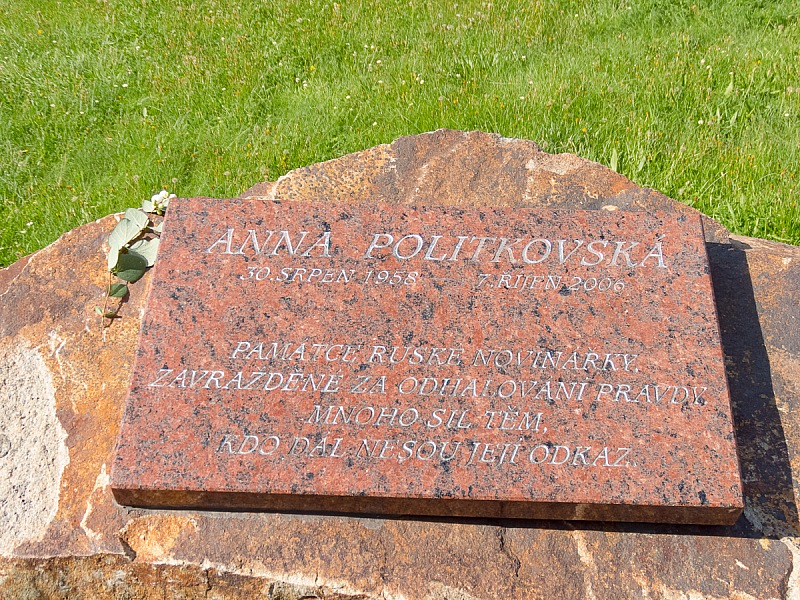 ANNA POLITKOVSKÁ
30. SRPEN 1958 7. ŘÍJEN 2006
PAMÁTCE RUSKÉ NOVINÁŘKY,
ZAVRAŽDĚNÉ ZA ODHALOVÁNÍ PRAVDY.
MNOHO SIL TĚM,
KDO DÁL NESOU JEJÍ ODKAZ.